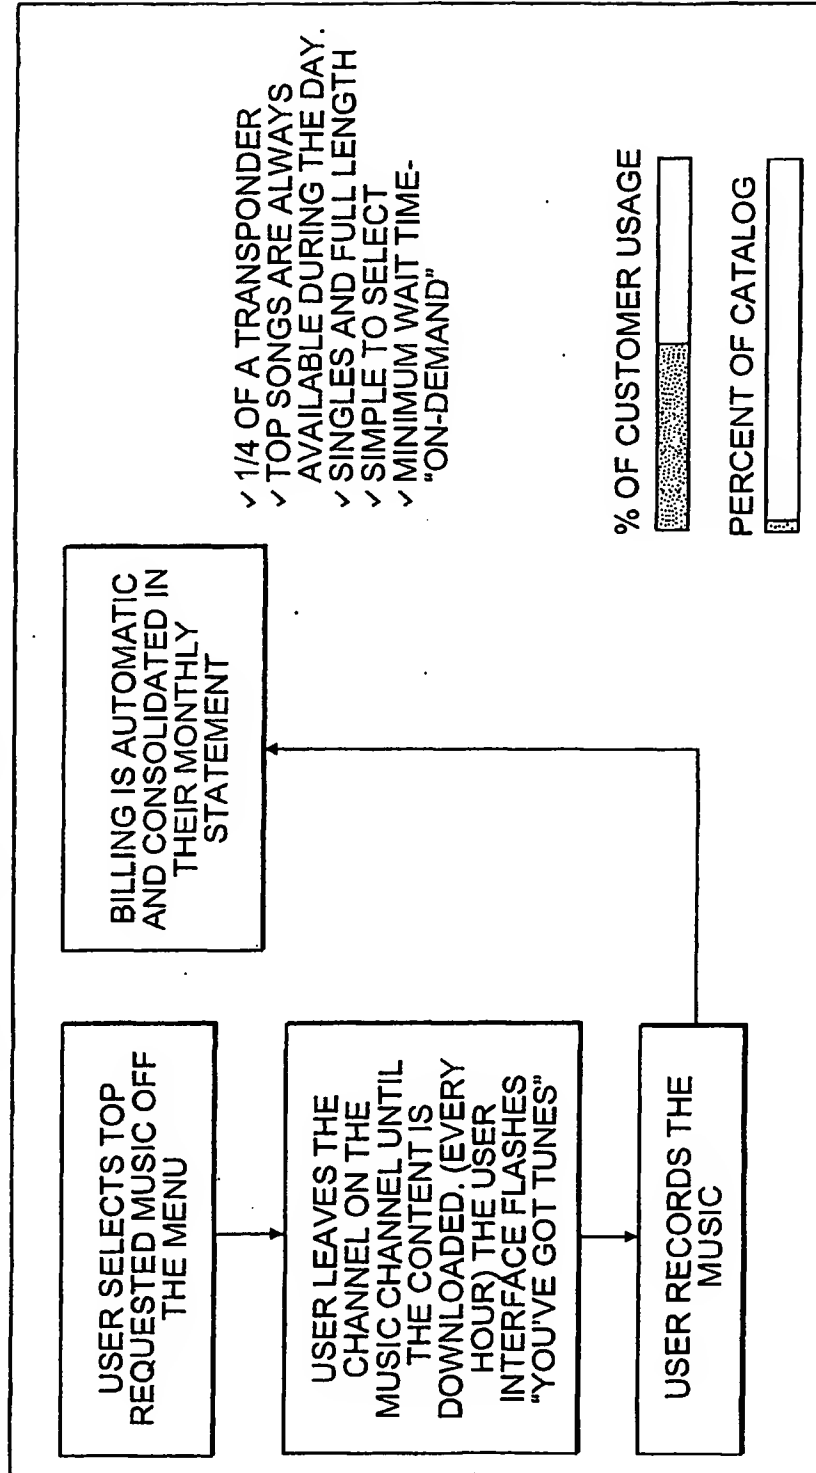 USER SELECTS TOP
REQUESTED MUSIC OFF
THE MENU
USER LEAVES THE
CHANNEL ON THE
MUSIC CHANNEL UNTIL
THE CONTENT IS
DOWNLOADED. (EVERY
HOUR) THE USER
INTERFACE FLASHES
"YOU'VE GOT TUNES"
USER RECORDS THE
MUSIC
BILLING IS AUTOMATIC
AND CONSOLIDATED IN
THEIR MONTHLY
STATEMENT
✓ 1/4 OF A TRANSPONDER
✓ TOP SONGS ARE ALWAYS
AVAILABLE DURING THE DAY.
✓ SINGLES AND FULL LENGTH
✓ SIMPLE TO SELECT
✓ MINIMUM WAIT TIME-
"ON-DEMAND"
% OF CUSTOMER USAGE
PERCENT OF CATALOG